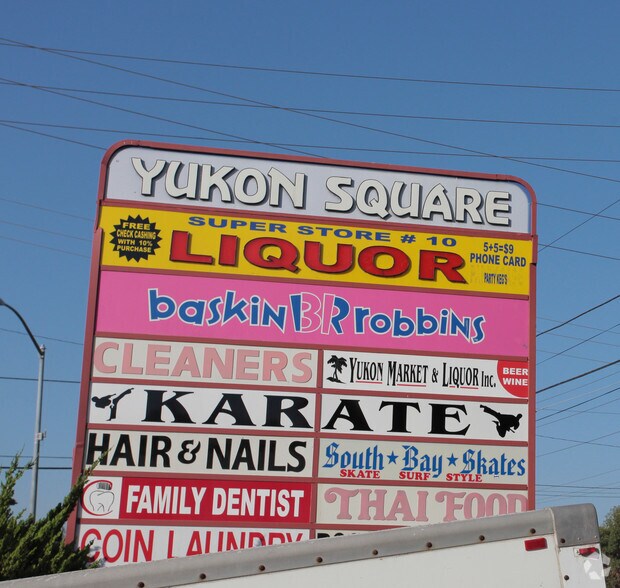 YUKON SQUARE
FREE
CHECK CASHING
WITH 10%
PURCHASE
SUPER STORE # 10
LIQUOR
5+5=$9
PHONE CARD
PARTY KEG'S
baskin BR robbins
CLEANERS
YUKON MARKET & LIQUOR INC.
BEER
WINE
KARATE
HAIR & NAILS
South ★ Bay ★ Skates
SKATE SURF STYLE
FAMILY DENTIST
THAI FOOD
COIN LAUNDRY